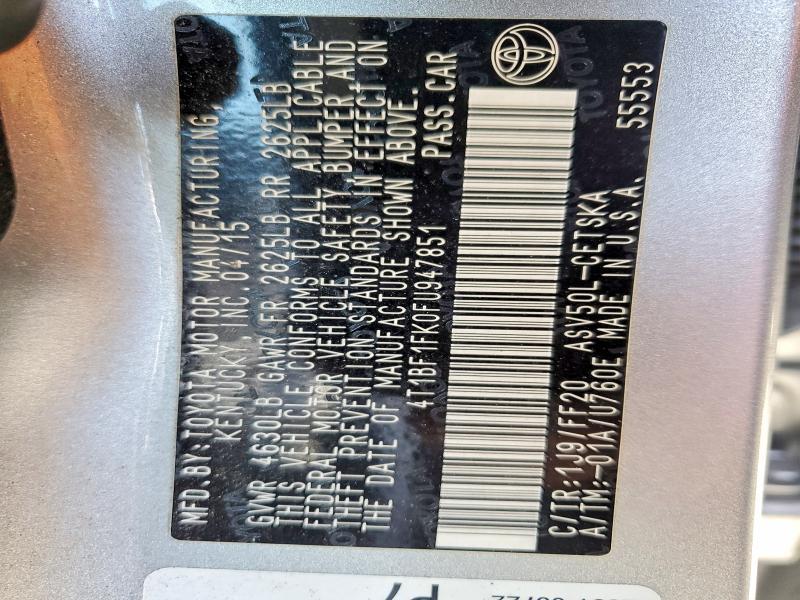 MFD.BY:TOYOTA MOTOR MANUFACTURING,
KENTUCKY, INC.04/15
GVWR 4630LB GAWR FR 2625LB RR 2625LB
THIS VEHICLE CONFORMS TO ALL APPLICABLE
FEDERAL MOTOR VEHICLE SAFETY BUMPER,AND
THEFT PREVENTION STANDARDS IN EFFECT ON
THE DATE OF MANUFACTURE SHOWN ABOVE.
4T1BF1FK0FU947851 PASS.CAR
C/TR:1J9/FF20 ASV50L-CETSKA
A/TM:-01A/U760E MADE IN U.S.A. 55553